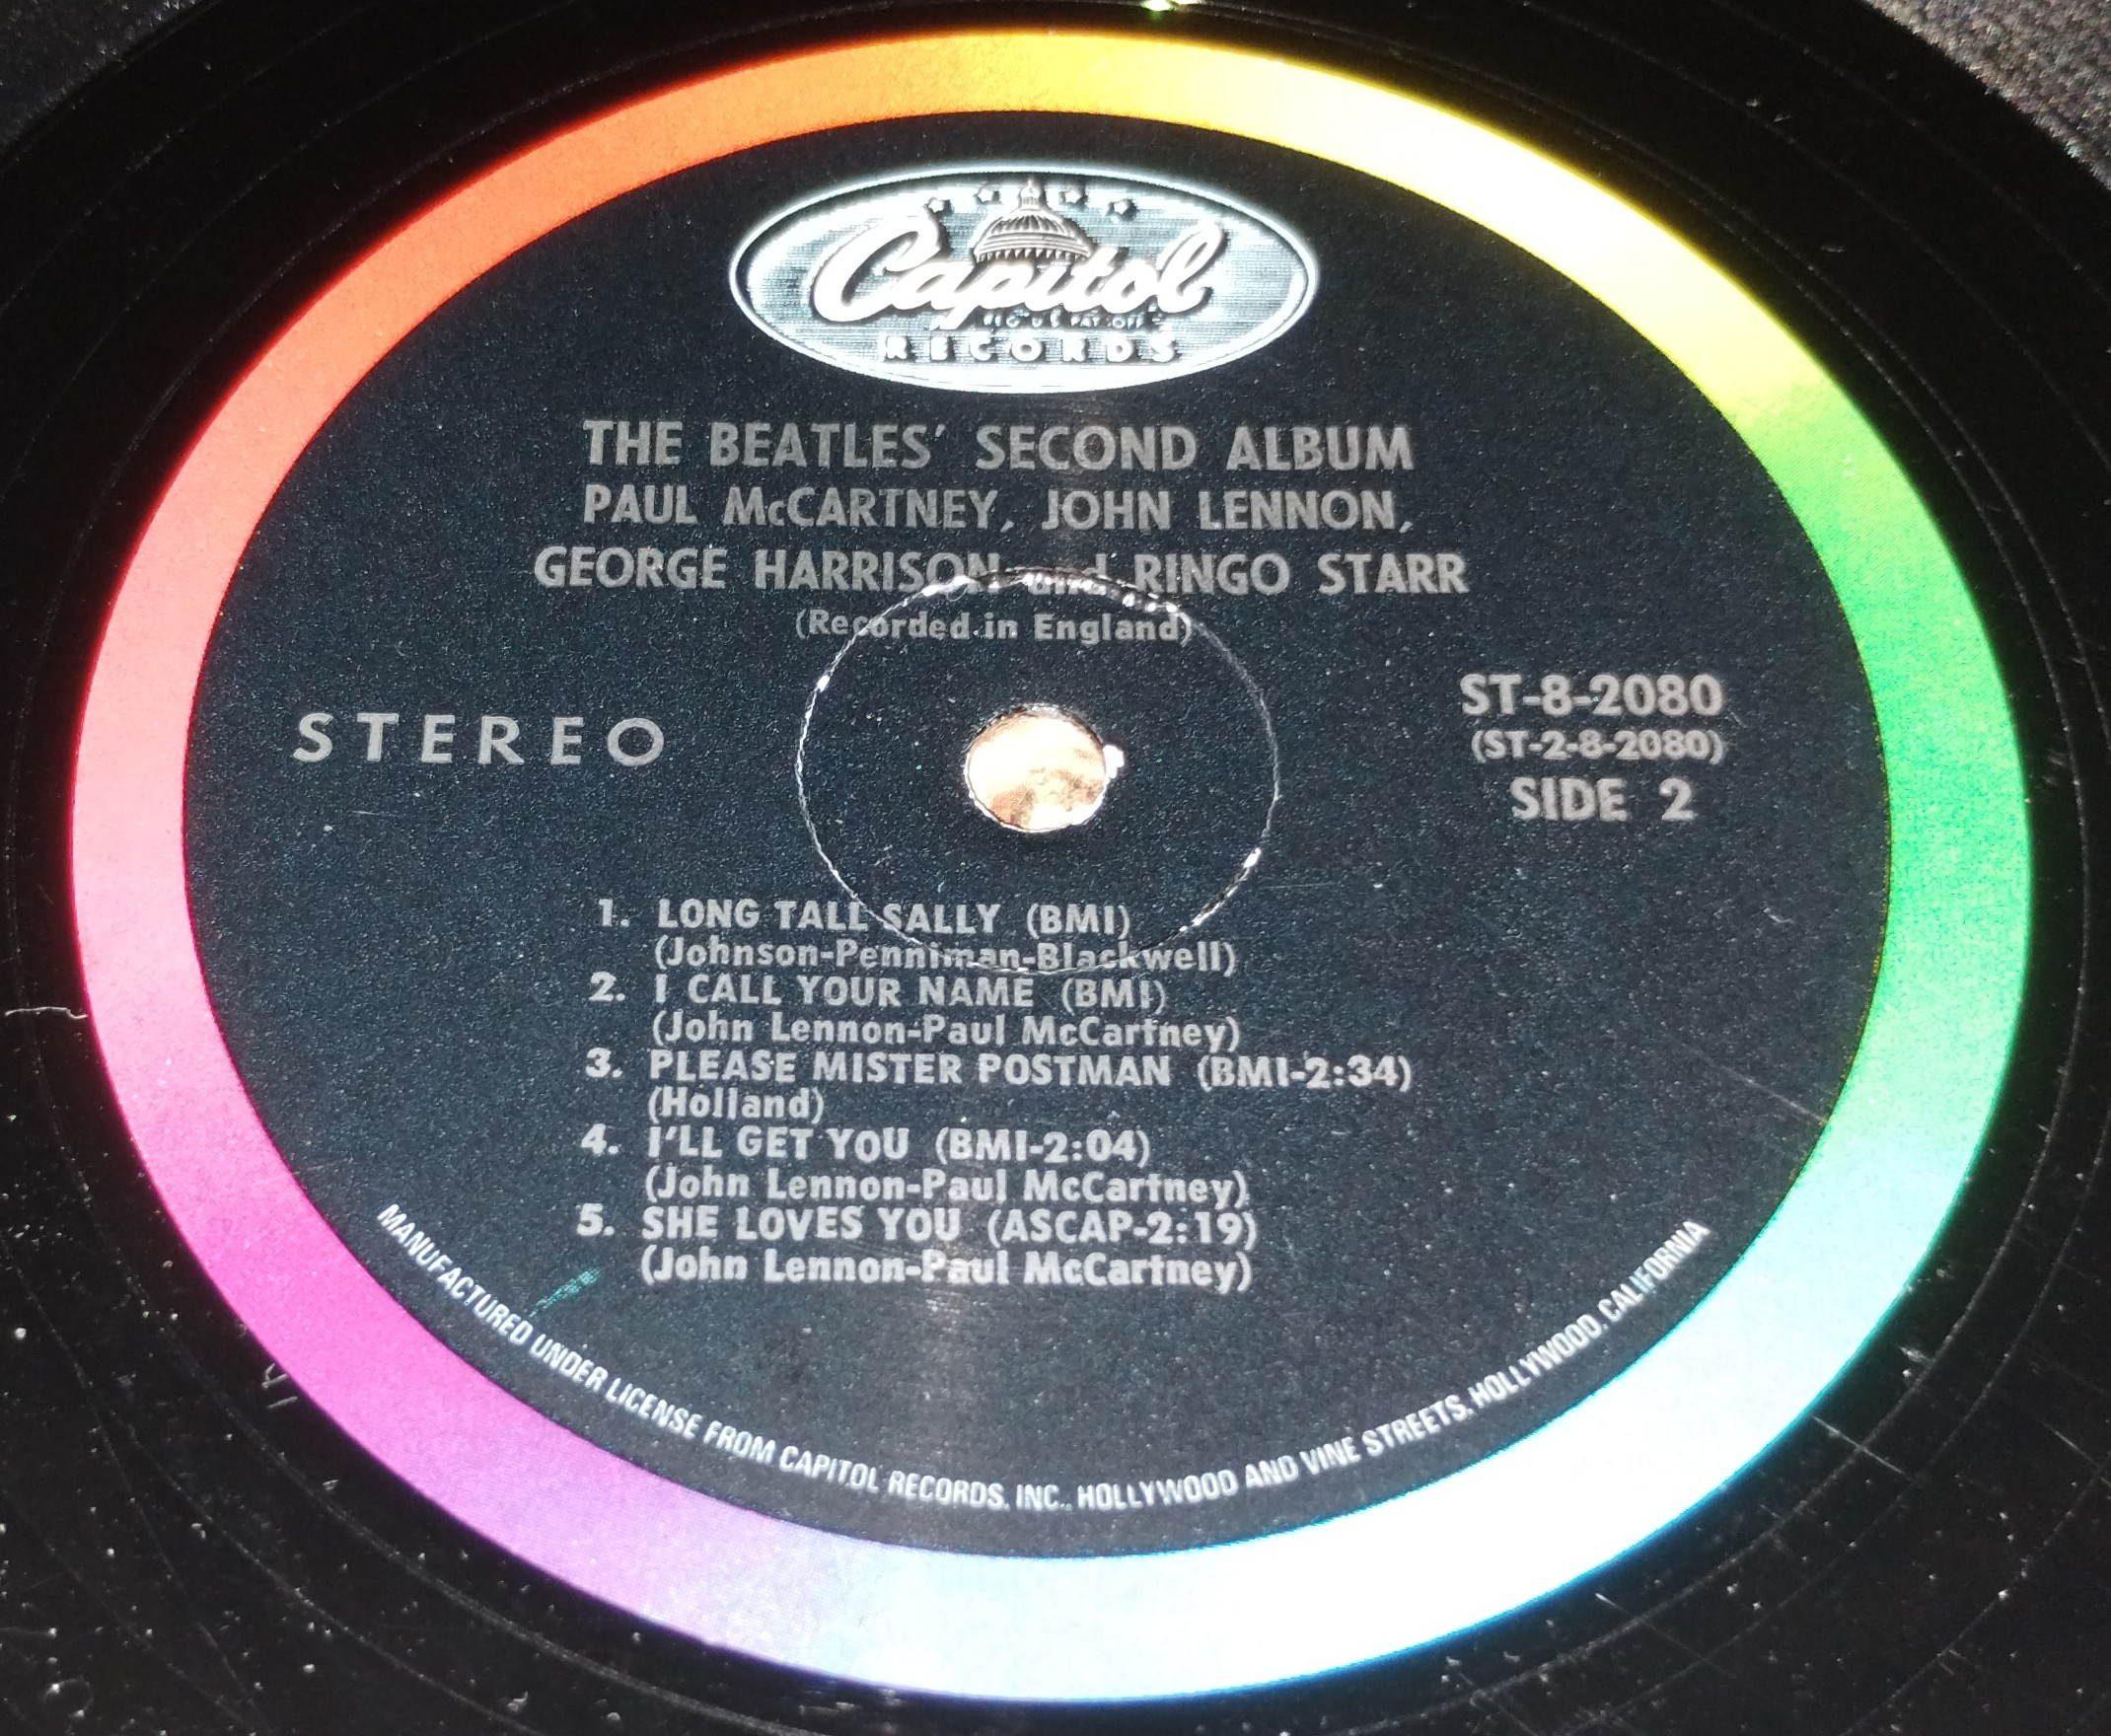 Capitol
REG. U.S. PAT. OFF.
RECORDS
THE BEATLES' SECOND ALBUM
PAUL McCARTNEY, JOHN LENNON,
GEORGE HARRISON and RINGO STARR
(Recorded in England)
STEREO
ST-8-2080
(ST-2-8-2080)
SIDE 2
1. LONG TALL SALLY (BMI)
(Johnson-Penniman-Blackwell)
2. I CALL YOUR NAME (BMI)
(John Lennon-Paul McCartney)
3. PLEASE MISTER POSTMAN (BMI-2:34)
(Holland)
4. I'LL GET YOU (BMI-2:04)
(John Lennon-Paul McCartney)
5. SHE LOVES YOU (ASCAP-2:19)
(John Lennon-Paul McCartney)
MANUFACTURED UNDER LICENSE FROM CAPITOL RECORDS, INC., HOLLYWOOD AND VINE STREETS, HOLLYWOOD, CALIFORNIA